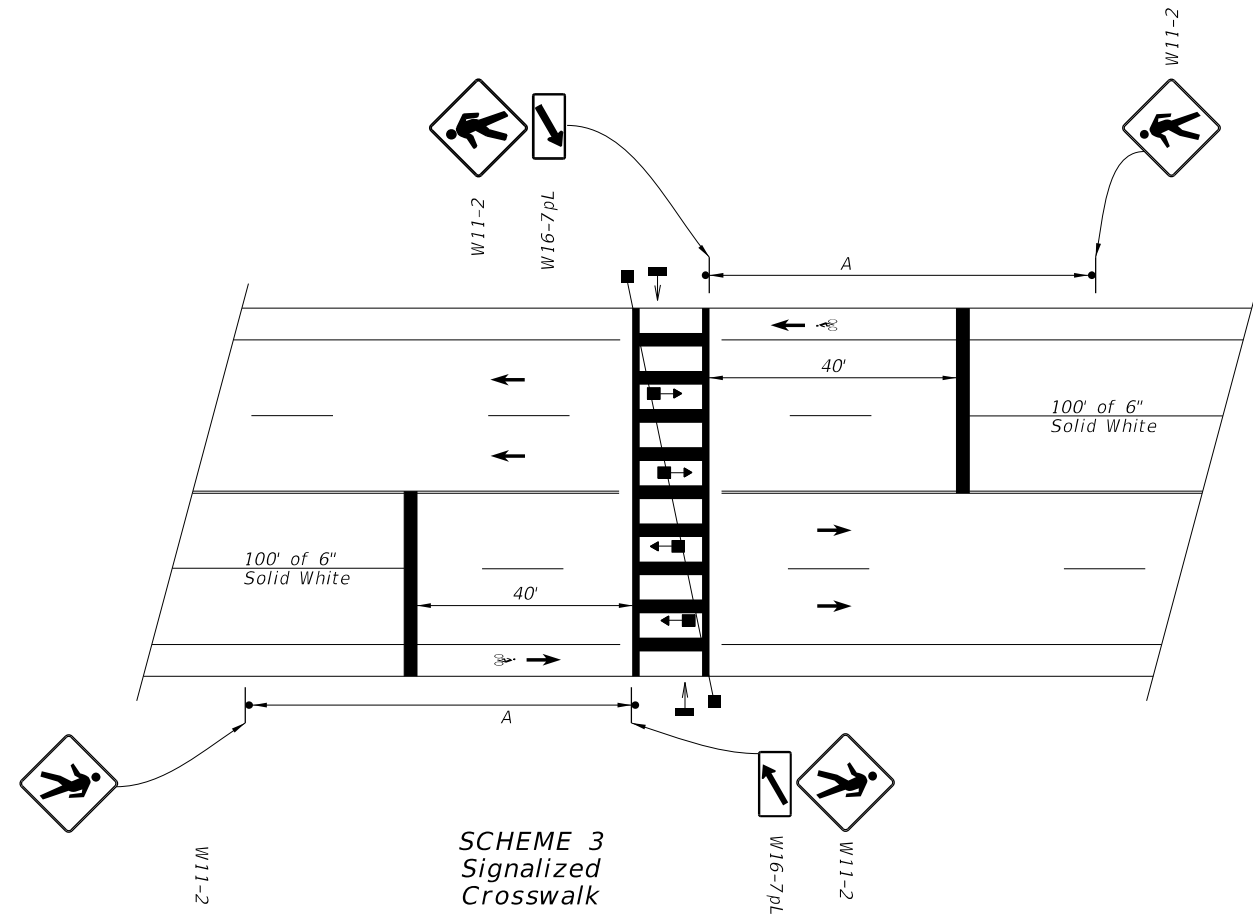 W11-2
W11-2
W16-7pL
A
40'
100' of 6"
Solid White
100' of 6"
Solid White
40'
A
SCHEME 3
Signalized
Crosswalk
W11-2
W16-7pL
W11-2